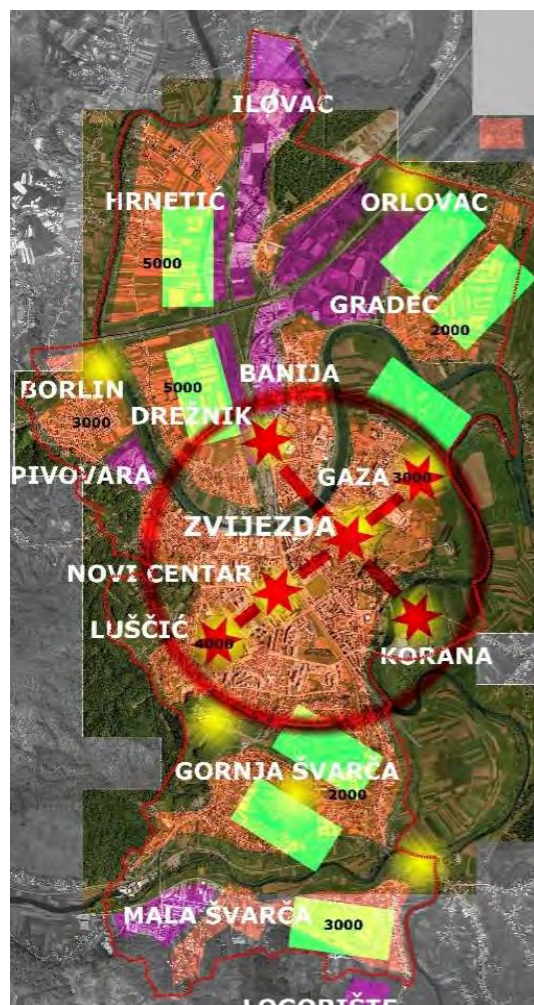 ILOVAC
HRNETIĆ
ORLOVAC
5000
GRADEC
2000
BANIJA
BORLIN
5000
DREŽNIK
3000
PIVOVARA
GAZA
3000
ZVIJEZDA
NOVI CENTAR
LUŠČIĆ
4000
KORANA
GORNJA ŠVARČA
2000
MALA ŠVARČA
3000
LOGORIŠTE